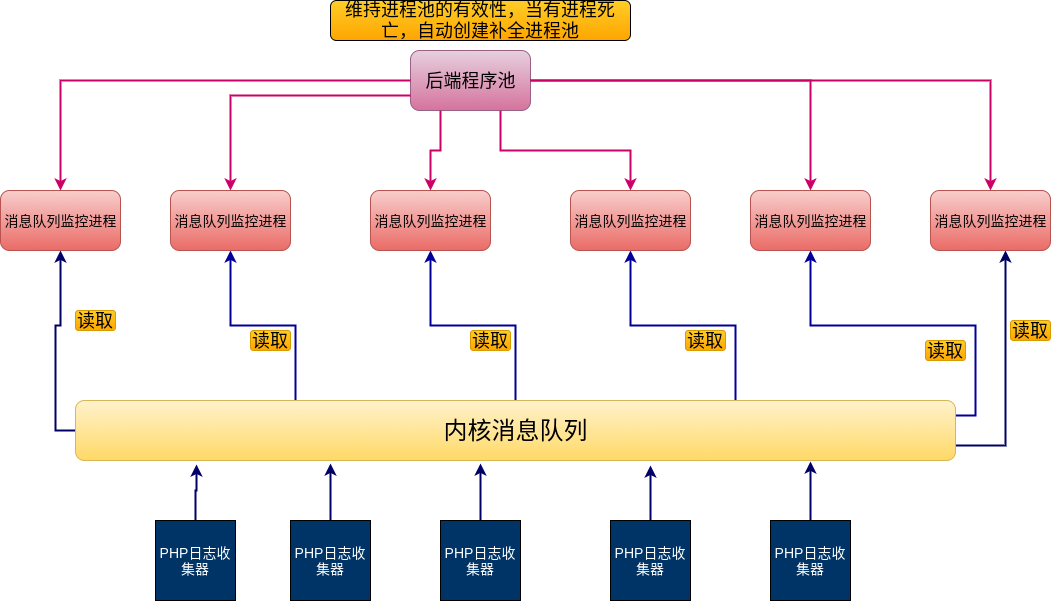 维持进程池的有效性，当有进程死
亡，自动创建补全进程池
后端程序池
消息队列监控进程
消息队列监控进程
消息队列监控进程
消息队列监控进程
消息队列监控进程
消息队列监控进程
读取
读取
读取
读取
读取
读取
内核消息队列
PHP日志收
集器
PHP日志收
集器
PHP日志收
集器
PHP日志收
集器
PHP日志收
集器